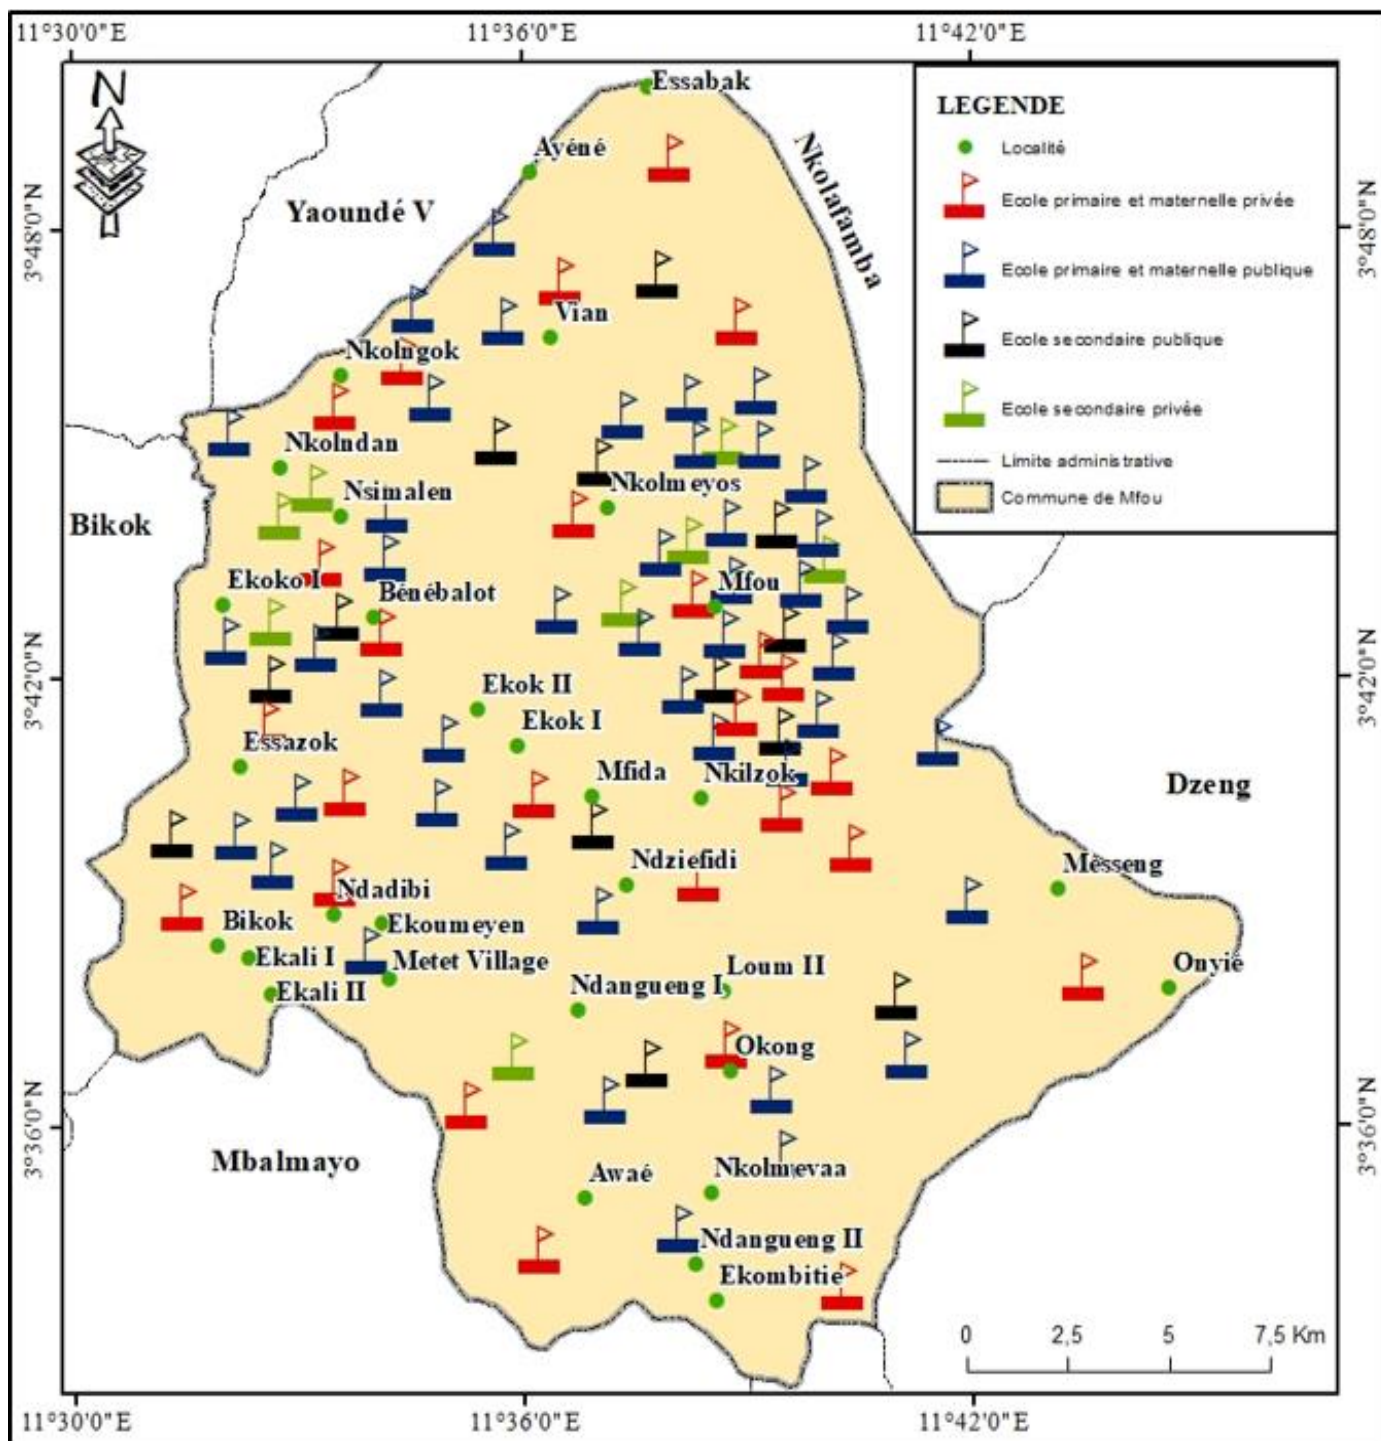 11°30'0"E
11°36'0"E
11°42'0"E
N
Essabak
LEGENDE
Localité
Ecole primaire et maternelle privée
Ecole primaire et maternelle publique
Ecole secondaire publique
Ecole secondaire privée
Limite administrative
Commune de Mfou
Ayéné
Nkolafamba
Yaoundé V
3°48'0"N
3°48'0"N
Vian
Nkolngok
Nkolndan
Nsimalen
Nkolmeyos
Bikok
Ekoko I
Bénébalot
Mfou
3°42'0"N
3°42'0"N
Ekok II
Ekok I
Essazok
Mfida
Nkilzok
Dzeng
Ndziefidi
Messeng
Ndadibi
Bikok
Ekoumeyen
Ekali I
Metet Village
Loum II
Onyié
Ekali II
Ndangueng I
Okong
3°36'0"N
3°36'0"N
Mbalmayo
Awaé
Nkolmevaa
Ndangueng II
Ekombitie
0 2,5 5 7,5 Km
11°30'0"E
11°36'0"E
11°42'0"E